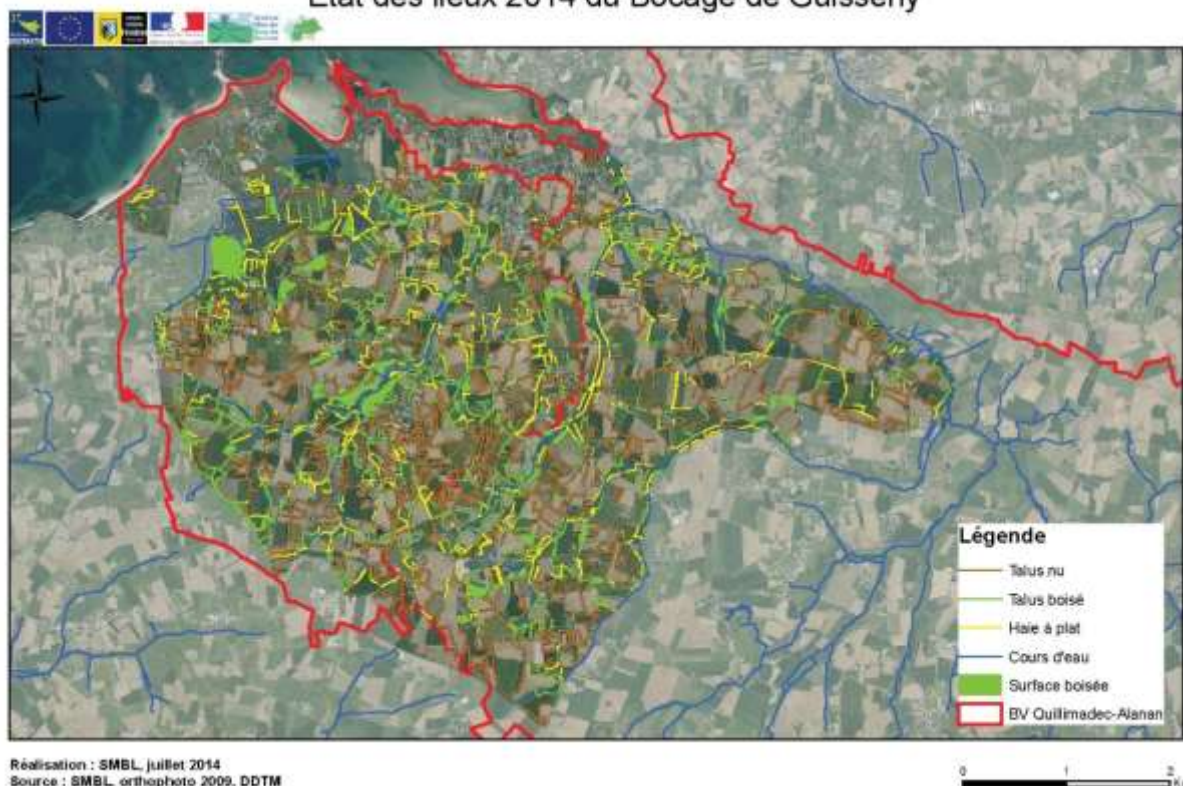 Etat des lieux 2014 du Bocage de Guissény
Légende
Talus nu
Talus boisé
Haie à plat
Cours d'eau
Surface boisée
BV Quillimadec-Alanan
Réalisation : SMBL, juillet 2014
Source : SMBL, orthophoto 2009, DDTM
0 1 2